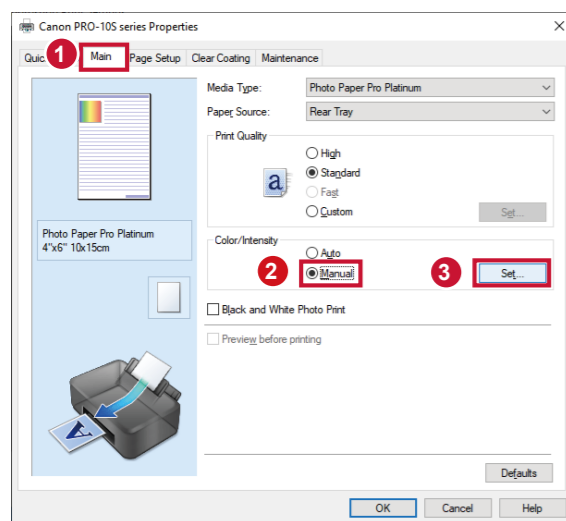 Canon PRO-10S series Properties
1
Main Page Setup Clear Coating Maintenance
Media Type: Photo Paper Pro Platinum
Paper Source: Rear Tray
Print Quality
High
Standard
Fast
Custom Set...
a
Photo Paper Pro Platinum
4"x6" 10x15cm
Color/Intensity
Auto
2 Manual 3 Set...
Black and White Photo Print
Preview before printing
A
Defaults
OK Cancel Help